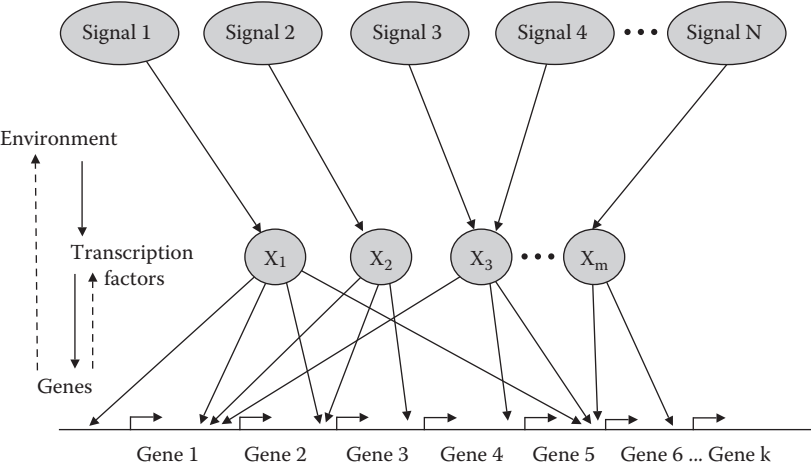 Signal 1 Signal 2 Signal 3 Signal 4 ••• Signal N
Environment
Transcription
factors
X1 X2 X3 ••• Xm
Genes
Gene 1 Gene 2 Gene 3 Gene 4 Gene 5 Gene 6 ... Gene k